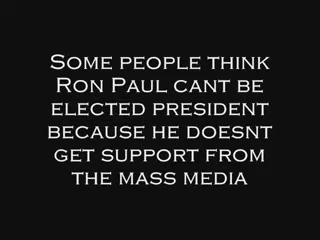 Some people think
Ron Paul cant be
elected president
because he doesnt
get support from
the mass media